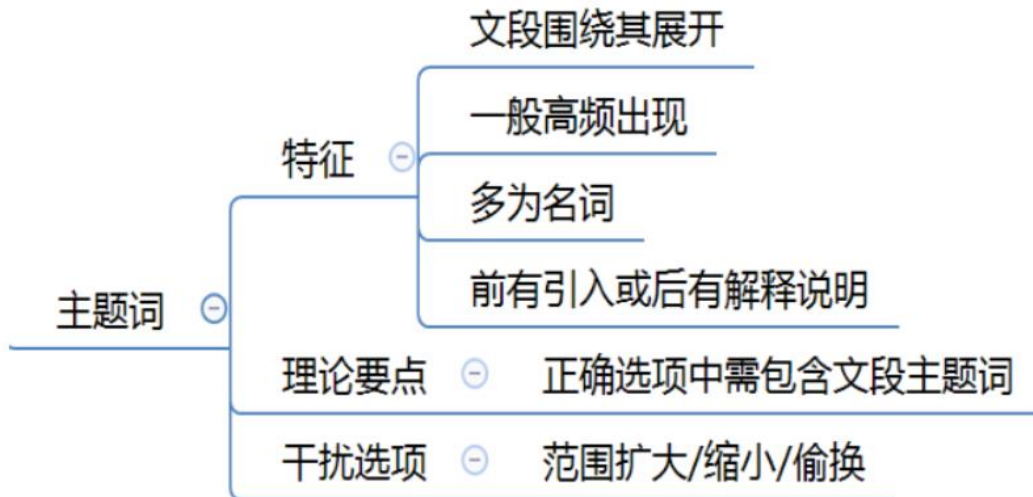 文段围绕其展开
一般高频出现
特征
多为名词
前有引入或后有解释说明
主题词
理论要点 正确选项中需包含文段主题词
干扰选项 范围扩大/缩小/偷换